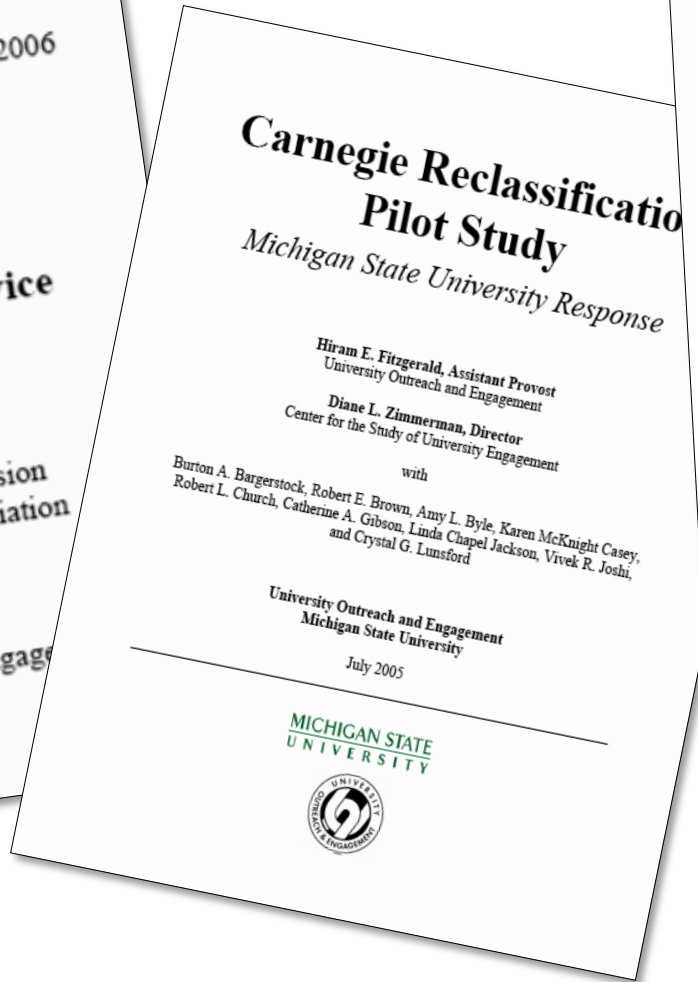 2006
vice
sion
iation
gage
Carnegie Reclassificatio
Pilot Study
Michigan State University Response
Hiram E. Fitzgerald, Assistant Provost
University Outreach and Engagement
Diane L. Zimmerman, Director
Center for the Study of University Engagement
with
Burton A. Bargerstock, Robert E. Brown, Amy L. Byle, Karen McKnight Casey,
Robert L. Church, Catherine A. Gibson, Linda Chapel Jackson, Vivek R. Joshi,
and Crystal G. Lunsford
University Outreach and Engagement
Michigan State University
July 2005
MICHIGAN STATE
UNIVERSITY
UNIVERSITY
OUTREACH & ENGAGEMENT